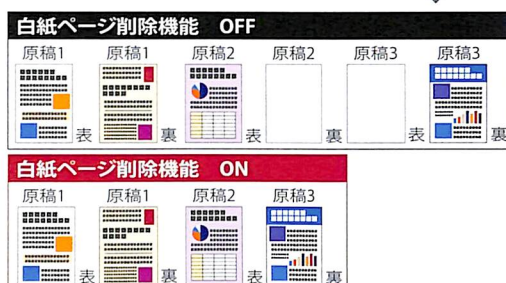 白紙ページ削除機能 OFF
原稿1 原稿1 原稿2 原稿2 原稿3 原稿3
表 裏 表 裏 表 裏
白紙ページ削除機能 ON
原稿1 原稿1 原稿2 原稿3
表 裏 表 裏